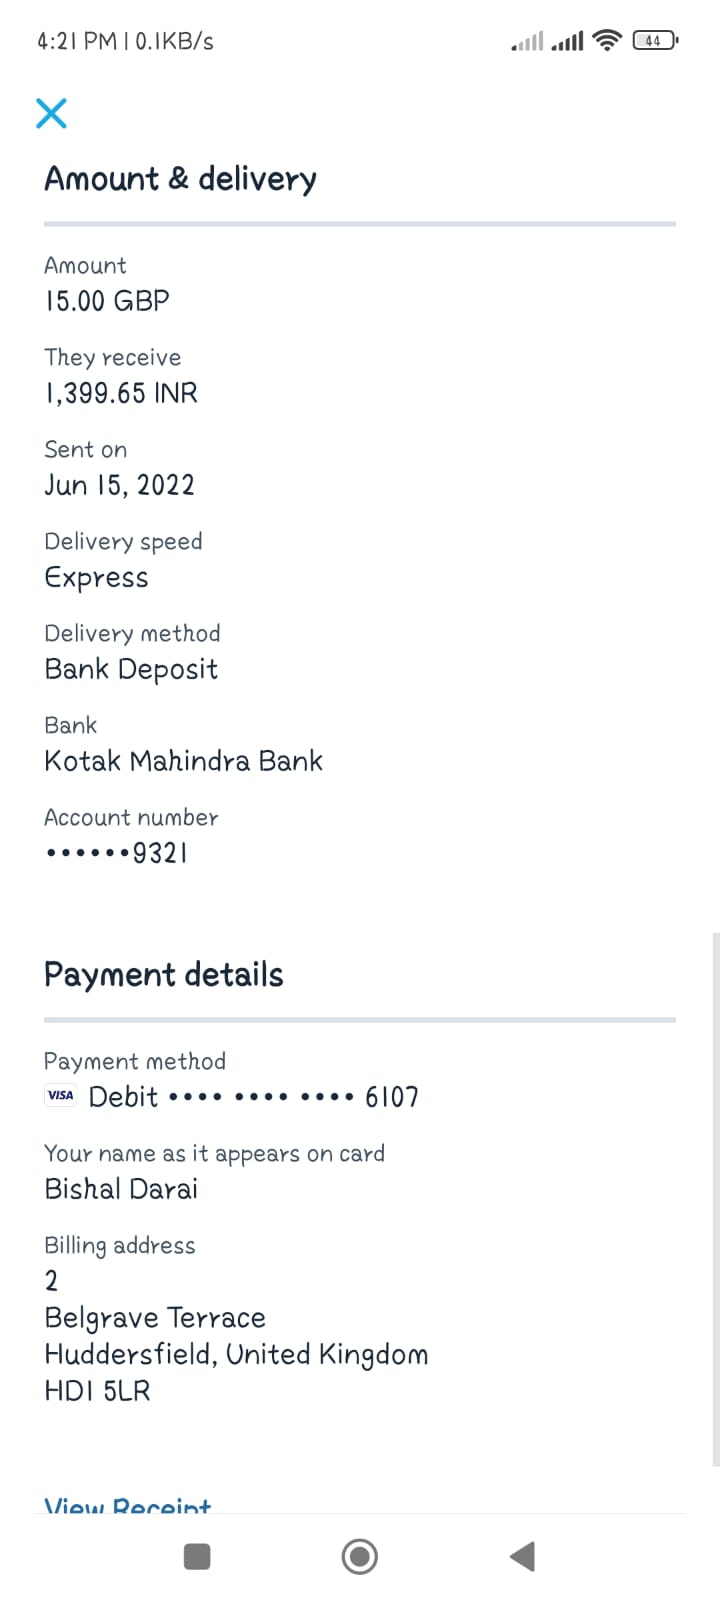 4:21 PM | 0.1KB/s
44
Amount & delivery
Amount
15.00 GBP
They receive
1,399.65 INR
Sent on
Jun 15, 2022
Delivery speed
Express
Delivery method
Bank Deposit
Bank
Kotak Mahindra Bank
Account number
••••••9321
Payment details
Payment method
VISA Debit •••• •••• •••• 6107
Your name as it appears on card
Bishal Darai
Billing address
2
Belgrave Terrace
Huddersfield, United Kingdom
HD1 5LR
View Receipt